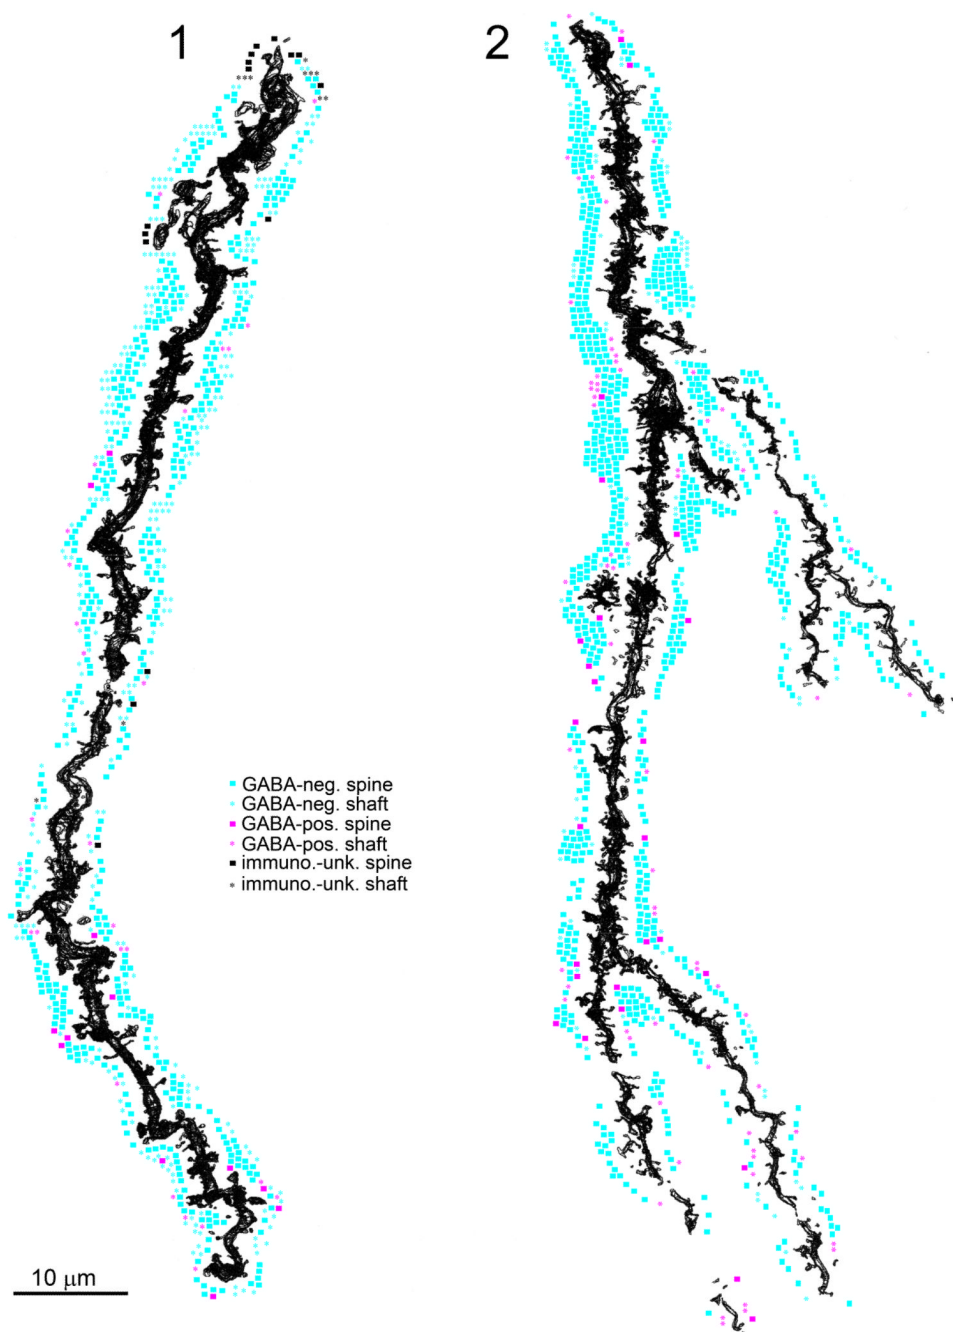 1
2
GABA-neg. spine
GABA-neg. shaft
GABA-pos. spine
GABA-pos. shaft
immuno.-unk. spine
immuno.-unk. shaft
10 μm